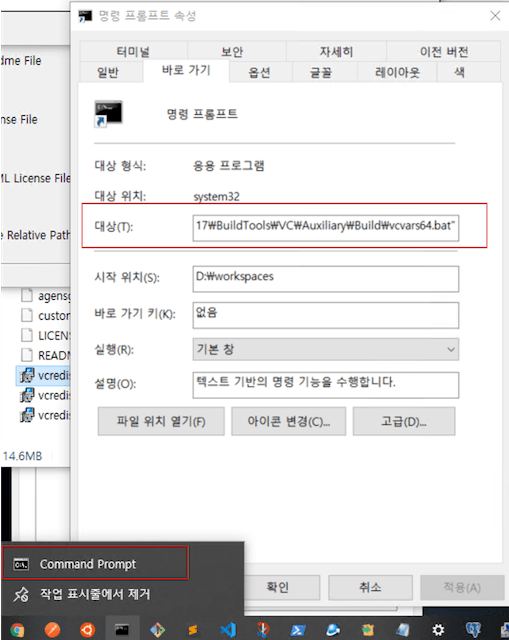 명령 프롬프트 속성
터미널 보안 자세히 이전 버전
일반 바로 가기 옵션 글꼴 레이아웃 색
명령 프롬프트
대상 형식: 응용 프로그램
대상 위치: system32
대상(T): 17₩BuildTools₩VC₩Auxiliary₩Build₩vcvars64.bat"
시작 위치(S): D:₩workspaces
바로 가기 키(K): 없음
실행(R): 기본 창
설명(O): 텍스트 기반의 명령 기능을 수행합니다.
파일 위치 열기(F) 아이콘 변경(C)... 고급(D)...
확인 취소 적용(A)
dme File
nse File
ML License File
e Relative Path
agensg
custom
LICEN
READM
vcredis
vcredis
vcredis
14.6MB
Command Prompt
작업 표시줄에서 제거